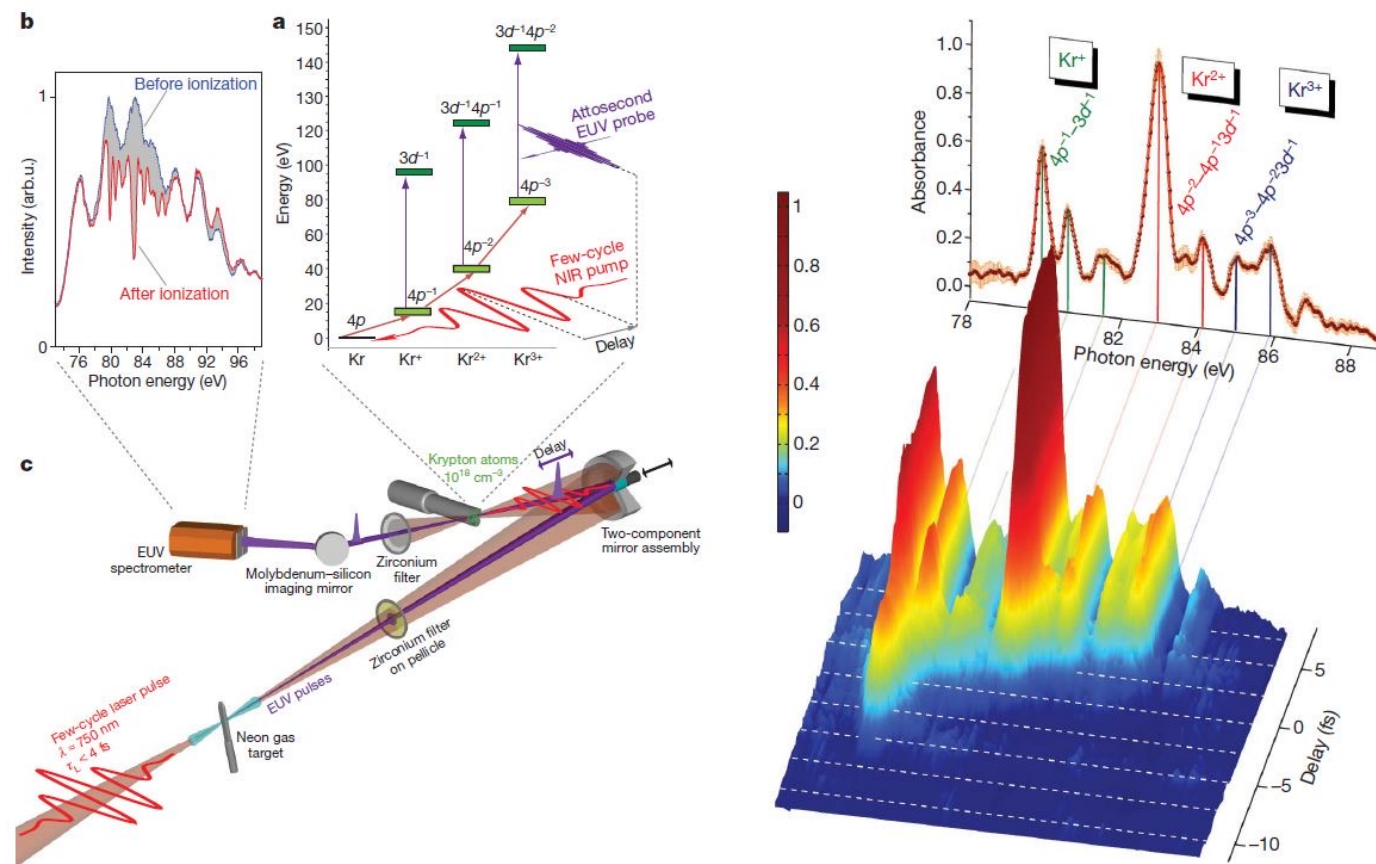 b
Intensity (arb.u.)
1
0
Before ionization
After ionization
76 80 84 88 92 96
Photon energy (eV)
a
Energy (eV)
150
140
120
100
80
60
40
20
0
3d⁻¹4p⁻²
3d⁻¹4p⁻¹
3d⁻¹
Attosecond
EUV probe
4p⁻³
4p⁻²
4p⁻¹
4p
Few-cycle
NIR pump
Delay
Kr Kr⁺ Kr²⁺ Kr³⁺
c
Krypton atoms
10¹⁸ cm⁻³
Delay
Two-component
mirror assembly
EUV
spectrometer
Molybdenum–silicon
imaging mirror
Zirconium
filter
Zirconium filter
on pellicle
EUV pulses
Neon gas
target
Few-cycle laser pulse
λ = 750 nm
τL < 4 fs
Absorbance
1.0
0.8
0.6
0.4
0.2
0.0
Kr⁺
Kr²⁺
Kr³⁺
4p⁻¹–3d⁻¹
4p⁻²–4p⁻¹3d⁻¹
4p⁻³–4p⁻²3d⁻¹
78 82 84 86 88
Photon energy (eV)
1
0.8
0.6
0.4
0.2
0
5
0
−5
−10
Delay (fs)